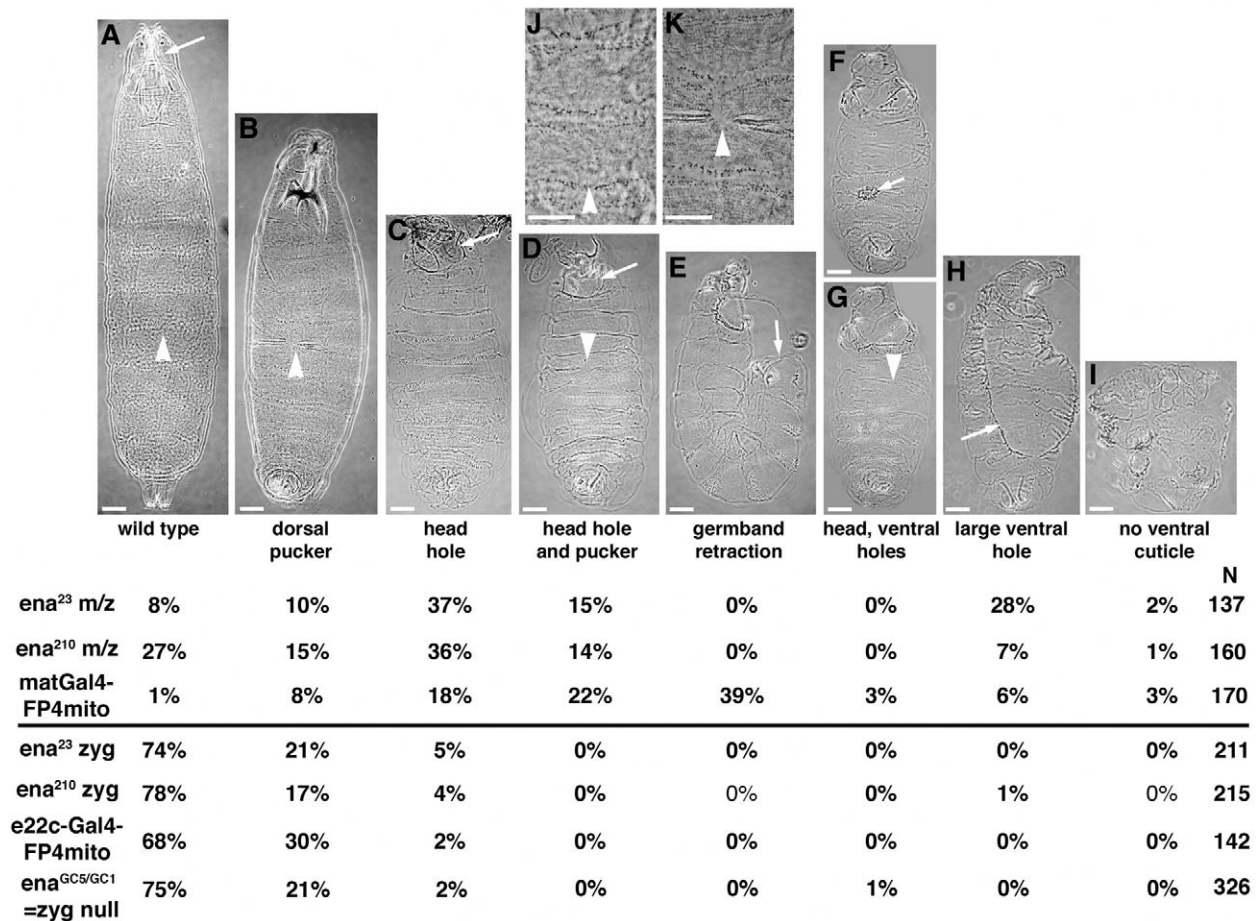 A
B
C
D
E
F
G
H
I
J
K
wild type
dorsal
pucker
head
hole
head hole
and pucker
germband
retraction
head, ventral
holes
large ventral
hole
no ventral
cuticle
N
ena²³ m/z 8% 10% 37% 15% 0% 0% 28% 2% 137
ena²¹⁰ m/z 27% 15% 36% 14% 0% 0% 7% 1% 160
matGal4-
FP4mito 1% 8% 18% 22% 39% 3% 6% 3% 170
ena²³ zyg 74% 21% 5% 0% 0% 0% 0% 0% 211
ena²¹⁰ zyg 78% 17% 4% 0% 0% 0% 1% 0% 215
e22c-Gal4-
FP4mito 68% 30% 2% 0% 0% 0% 0% 0% 142
ena^GC5/GC1
=zyg null 75% 21% 2% 0% 0% 1% 0% 0% 326